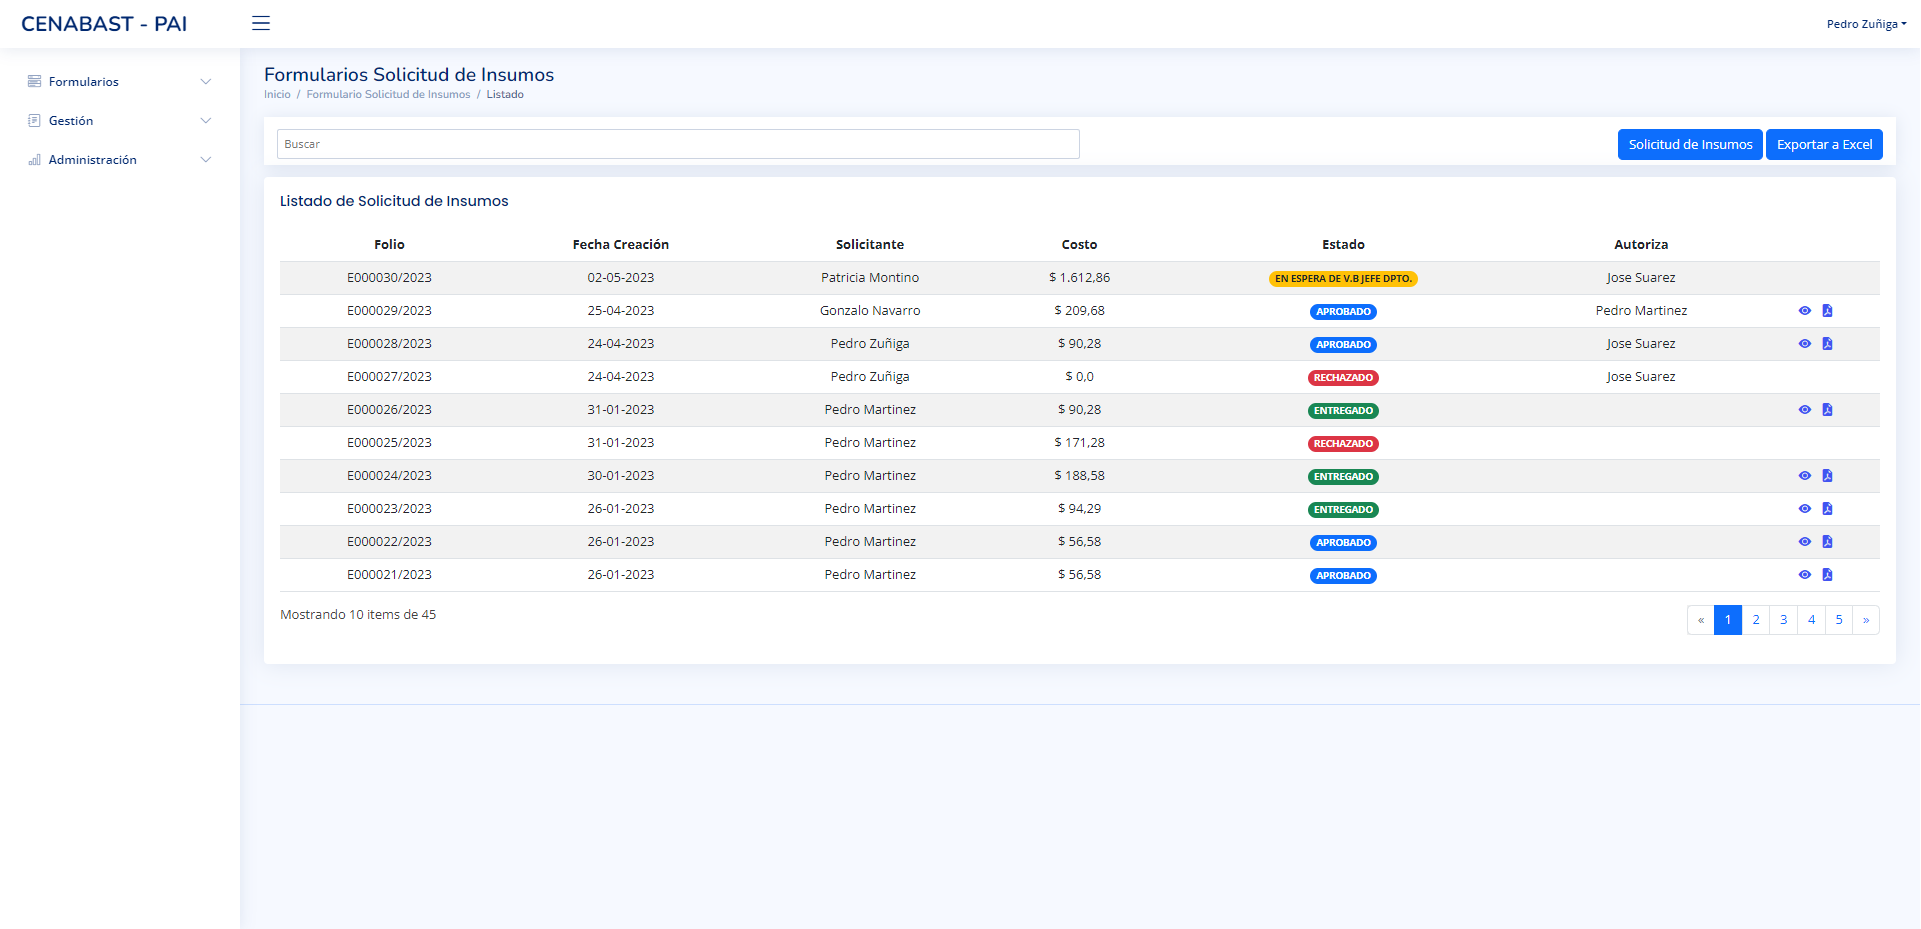 CENABAST - PAI
Pedro Zuñiga
Formularios
Gestión
Administración
Formularios Solicitud de Insumos
Inicio / Formulario Solicitud de Insumos / Listado
Buscar
Solicitud de Insumos
Exportar a Excel
Listado de Solicitud de Insumos
Folio Fecha Creación Solicitante Costo Estado Autoriza
E000030/2023 02-05-2023 Patricia Montino $ 1.612,86 EN ESPERA DE V.B JEFE DPTO. Jose Suarez
E000029/2023 25-04-2023 Gonzalo Navarro $ 209,68 APROBADO Pedro Martinez
E000028/2023 24-04-2023 Pedro Zuñiga $ 90,28 APROBADO Jose Suarez
E000027/2023 24-04-2023 Pedro Zuñiga $ 0,0 RECHAZADO Jose Suarez
E000026/2023 31-01-2023 Pedro Martinez $ 90,28 ENTREGADO
E000025/2023 31-01-2023 Pedro Martinez $ 171,28 RECHAZADO
E000024/2023 30-01-2023 Pedro Martinez $ 188,58 ENTREGADO
E000023/2023 26-01-2023 Pedro Martinez $ 94,29 ENTREGADO
E000022/2023 26-01-2023 Pedro Martinez $ 56,58 APROBADO
E000021/2023 26-01-2023 Pedro Martinez $ 56,58 APROBADO
Mostrando 10 items de 45
« 1 2 3 4 5 »